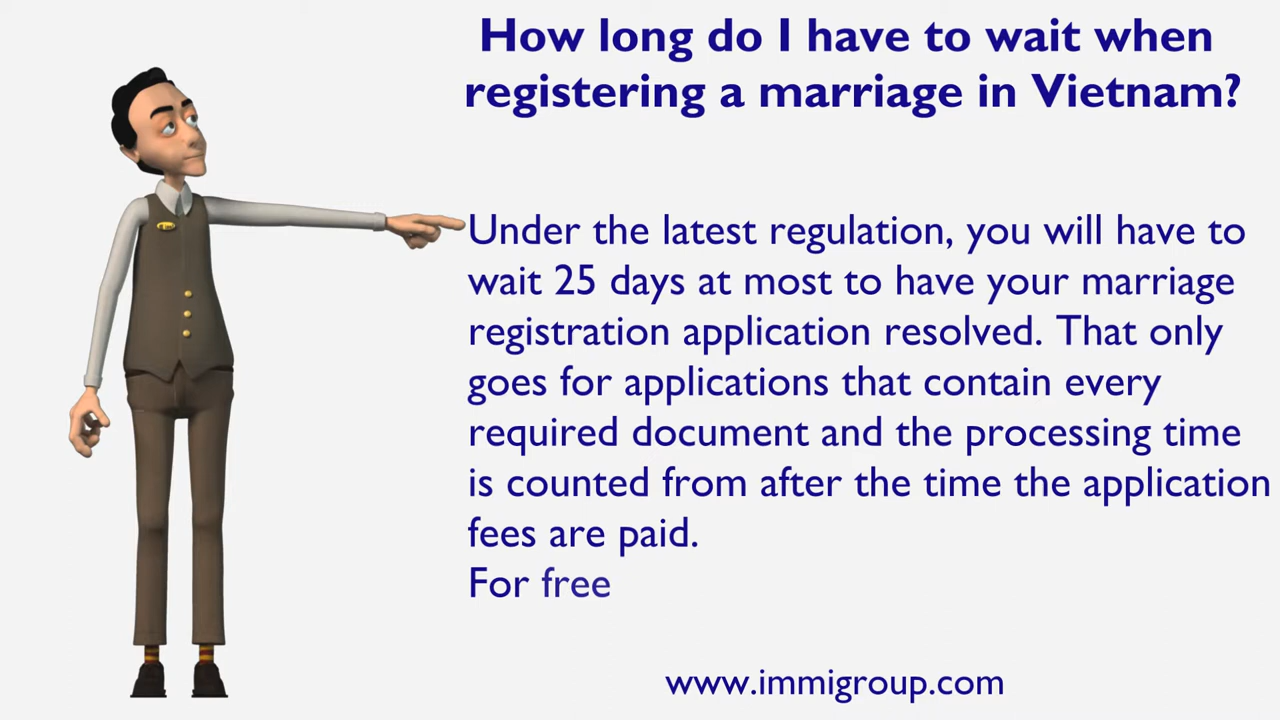 How long do I have to wait when
registering a marriage in Vietnam?
Under the latest regulation, you will have to
wait 25 days at most to have your marriage
registration application resolved. That only
goes for applications that contain every
required document and the processing time
is counted from after the time the application
fees are paid.
For free
www.immigroup.com